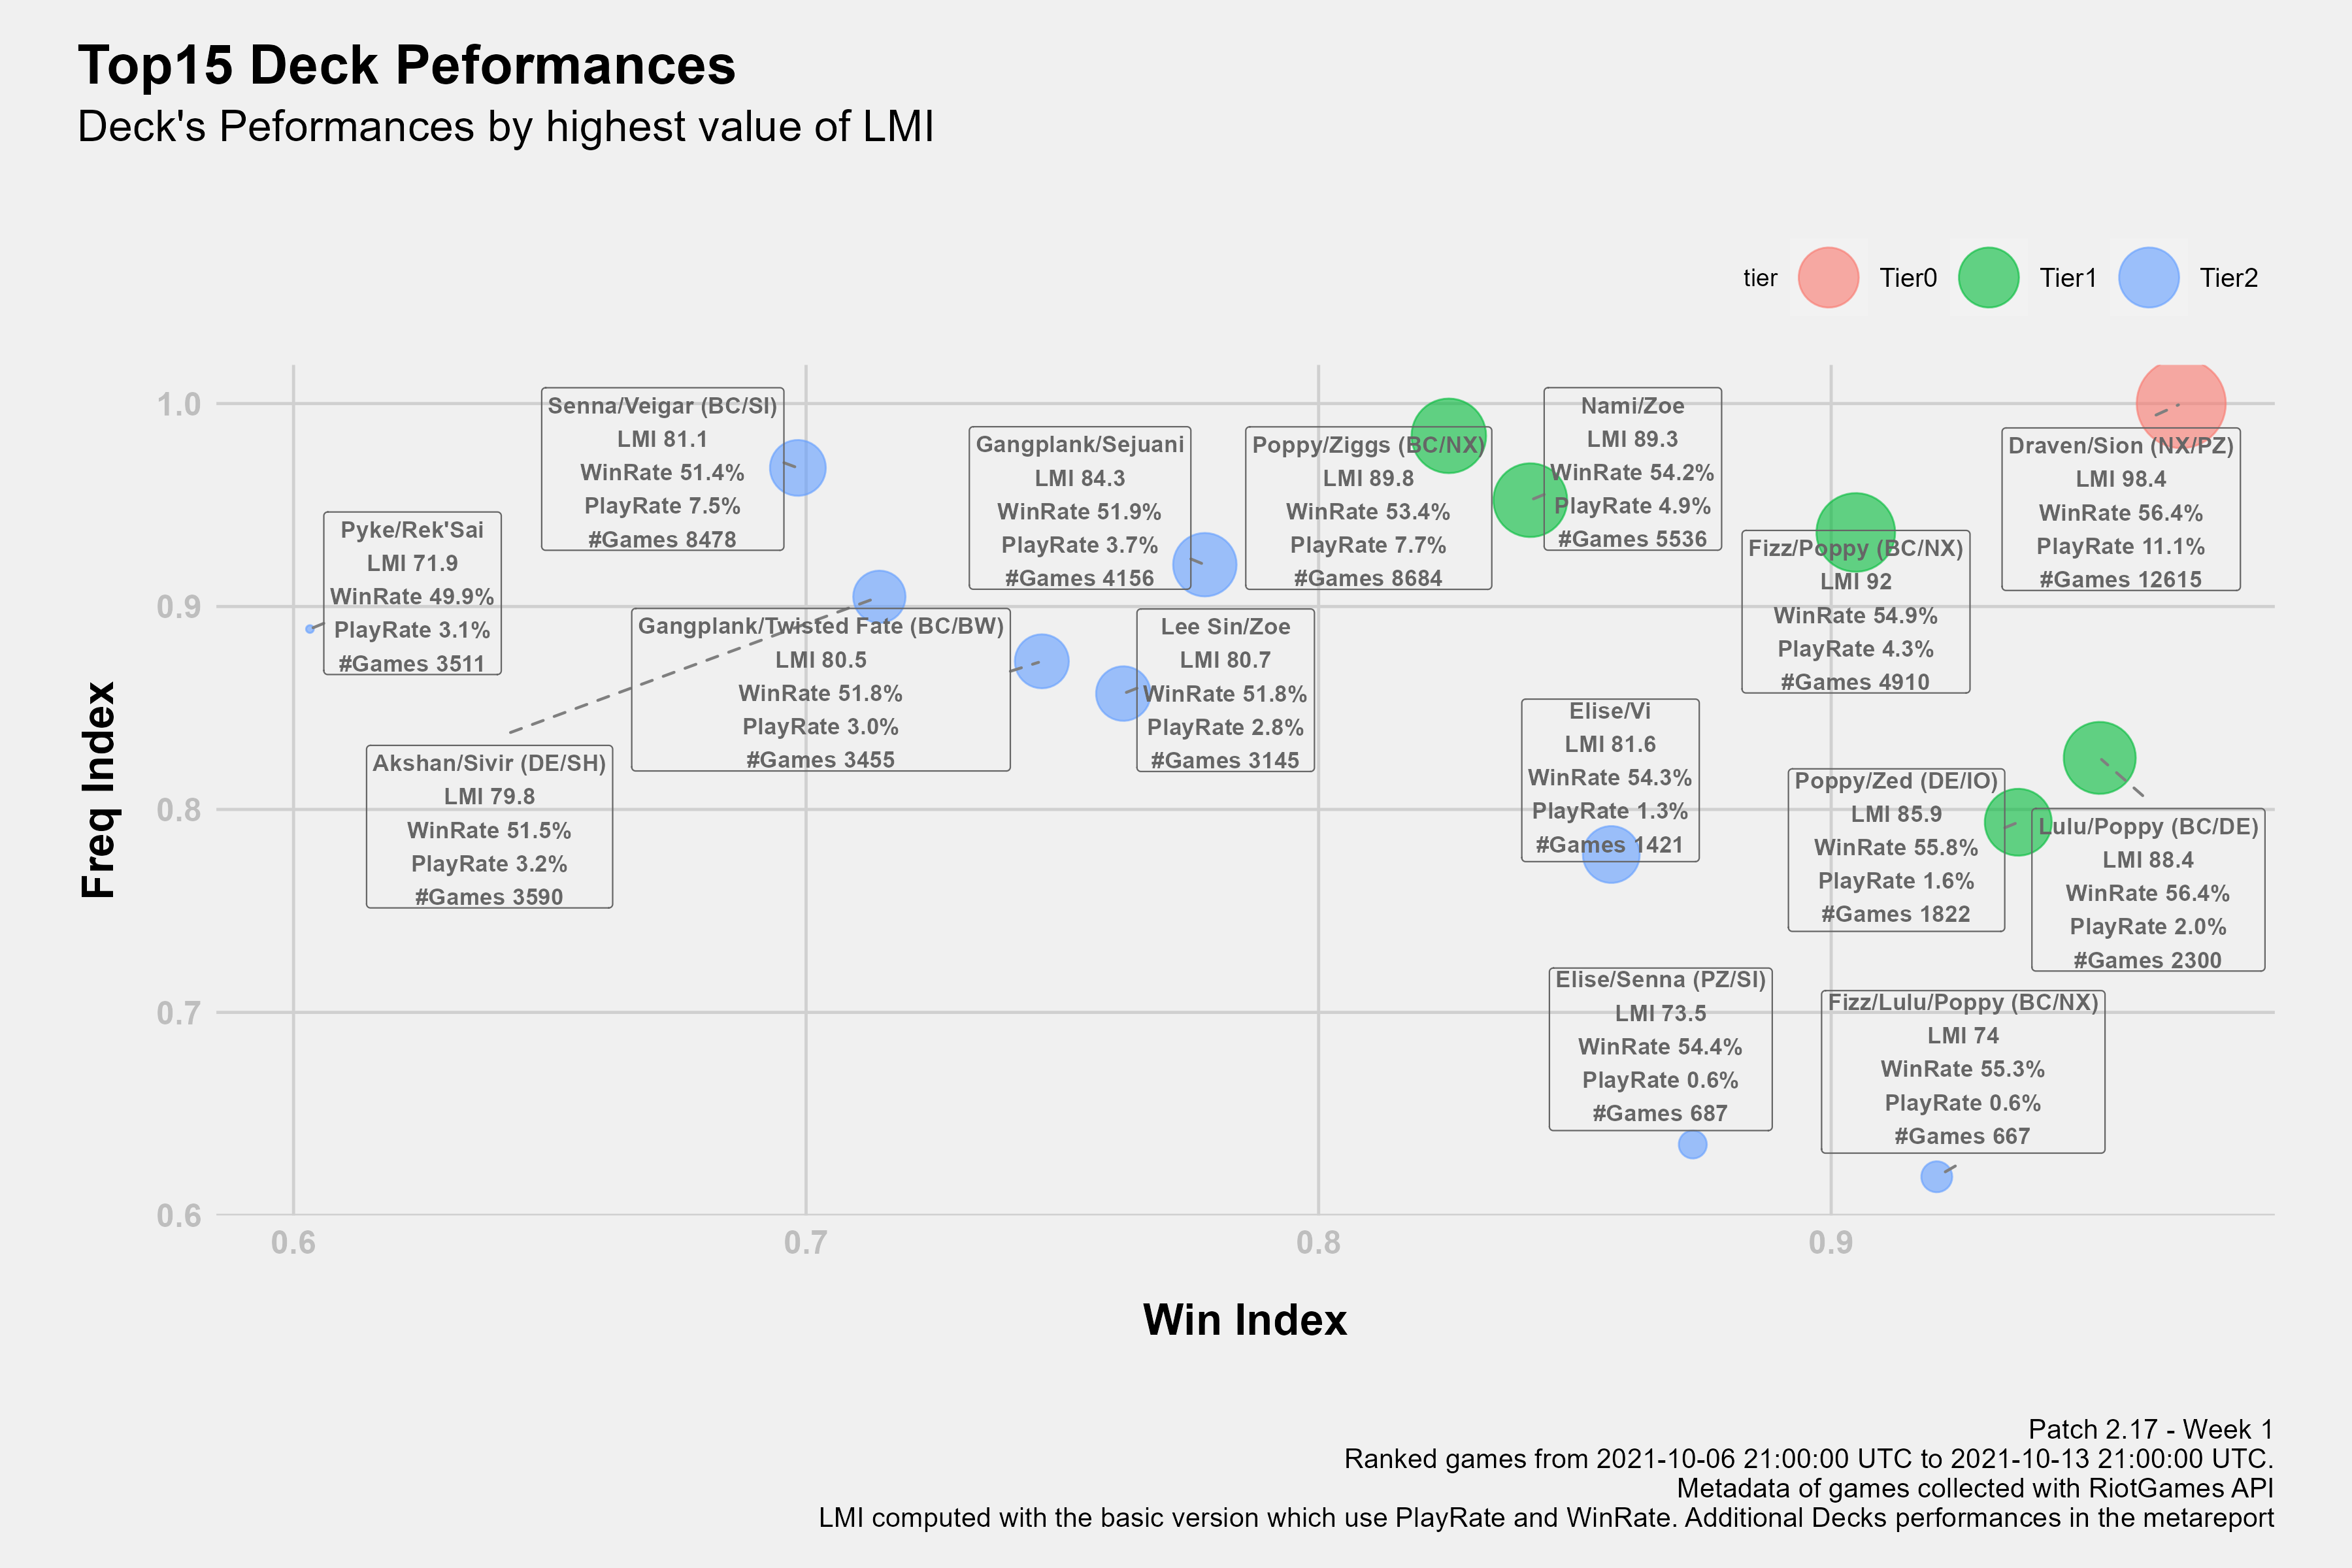 Top15 Deck Peformances
Deck's Peformances by highest value of LMI
tier Tier0 Tier1 Tier2
Freq Index
1.0
0.9
0.8
0.7
0.6
Senna/Veigar (BC/SI)
LMI 81.1
WinRate 51.4%
PlayRate 7.5%
#Games 8478
Gangplank/Sejuani
LMI 84.3
WinRate 51.9%
PlayRate 3.7%
#Games 4156
Poppy/Ziggs (BC/NX)
LMI 89.8
WinRate 53.4%
PlayRate 7.7%
#Games 8684
Nami/Zoe
LMI 89.3
WinRate 54.2%
PlayRate 4.9%
#Games 5536
Draven/Sion (NX/PZ)
LMI 98.4
WinRate 56.4%
PlayRate 11.1%
#Games 12615
Pyke/Rek'Sai
LMI 71.9
WinRate 49.9%
PlayRate 3.1%
#Games 3511
Fizz/Poppy (BC/NX)
LMI 92
WinRate 54.9%
PlayRate 4.3%
#Games 4910
Gangplank/Twisted Fate (BC/BW)
LMI 80.5
WinRate 51.8%
PlayRate 3.0%
#Games 3455
Lee Sin/Zoe
LMI 80.7
WinRate 51.8%
PlayRate 2.8%
#Games 3145
Elise/Vi
LMI 81.6
WinRate 54.3%
PlayRate 1.3%
#Games 1421
Akshan/Sivir (DE/SH)
LMI 79.8
WinRate 51.5%
PlayRate 3.2%
#Games 3590
Poppy/Zed (DE/IO)
LMI 85.9
WinRate 55.8%
PlayRate 1.6%
#Games 1822
Lulu/Poppy (BC/DE)
LMI 88.4
WinRate 56.4%
PlayRate 2.0%
#Games 2300
Elise/Senna (PZ/SI)
LMI 73.5
WinRate 54.4%
PlayRate 0.6%
#Games 687
Fizz/Lulu/Poppy (BC/NX)
LMI 74
WinRate 55.3%
PlayRate 0.6%
#Games 667
0.6 0.7 0.8 0.9
Win Index
Patch 2.17 - Week 1
Ranked games from 2021-10-06 21:00:00 UTC to 2021-10-13 21:00:00 UTC.
Metadata of games collected with RiotGames API
LMI computed with the basic version which use PlayRate and WinRate. Additional Decks performances in the metareport